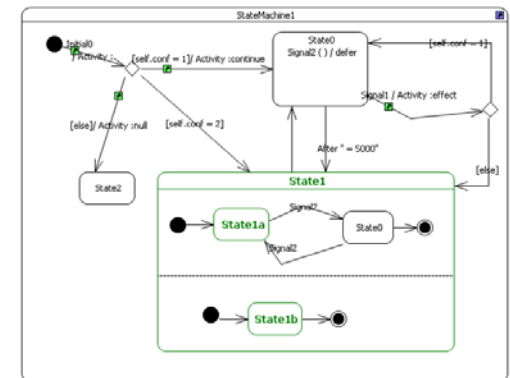 StateMachine1
Initial0
/ Activity :.
[self.conf = 1]/ Activity :continue
State0
Signal2 ( ) / defer
[self.conf = 1]
Signal1 / Activity :effect
[else]/ Activity :null
[self.conf = 2]
After " = 5000"
[else]
State2
State1
State1a
Signal2
State0
Signal2
State1b